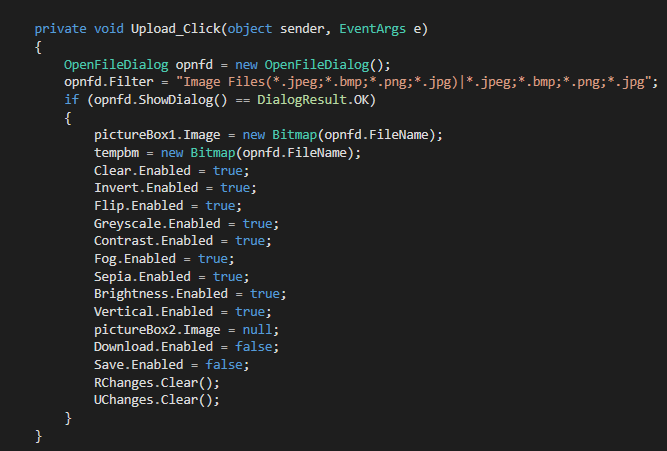 private void Upload_Click(object sender, EventArgs e)
{
OpenFileDialog opnfd = new OpenFileDialog();
opnfd.Filter = "Image Files(*.jpeg;*.bmp;*.png;*.jpg)|*.jpeg;*.bmp;*.png;*.jpg";
if (opnfd.ShowDialog() == DialogResult.OK)
{
pictureBox1.Image = new Bitmap(opnfd.FileName);
tempbm = new Bitmap(opnfd.FileName);
Clear.Enabled = true;
Invert.Enabled = true;
Flip.Enabled = true;
Greyscale.Enabled = true;
Contrast.Enabled = true;
Fog.Enabled = true;
Sepia.Enabled = true;
Brightness.Enabled = true;
Vertical.Enabled = true;
pictureBox2.Image = null;
Download.Enabled = false;
Save.Enabled = false;
RChanges.Clear();
UChanges.Clear();
}
}